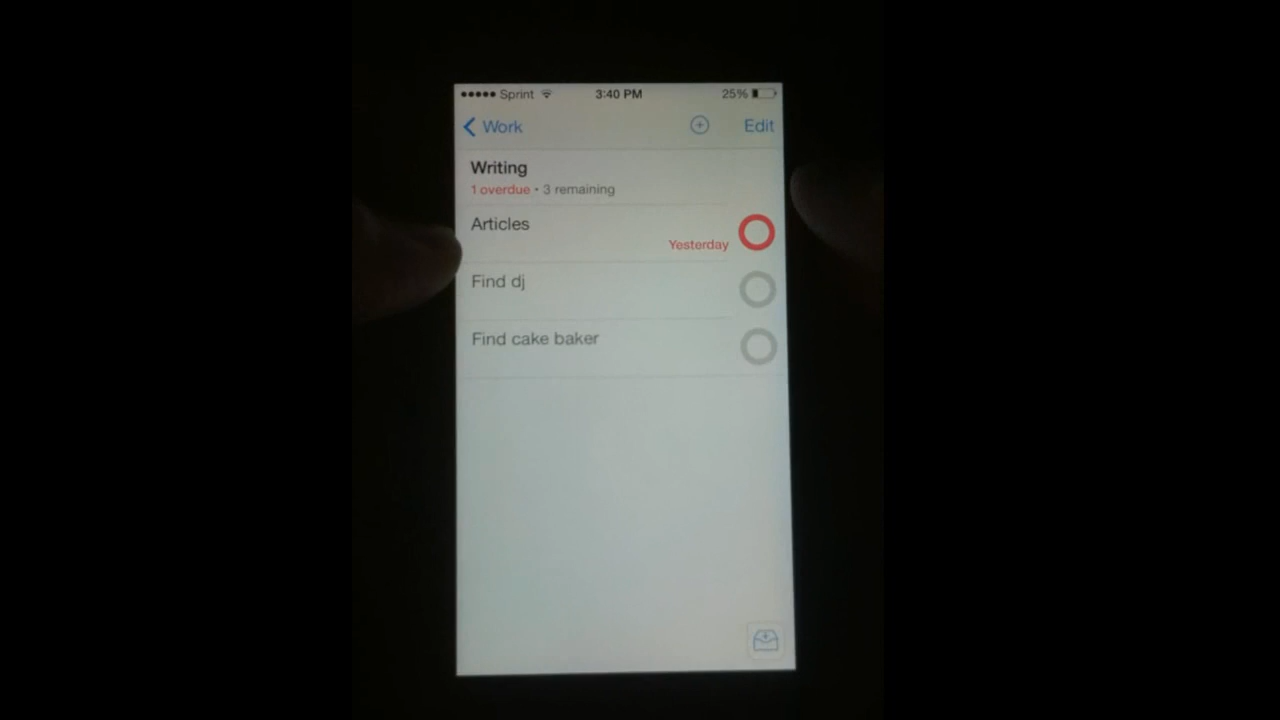 Sprint 3:40 PM 25%
Work Edit
Writing
1 overdue • 3 remaining
Articles
Yesterday
Find dj
Find cake baker